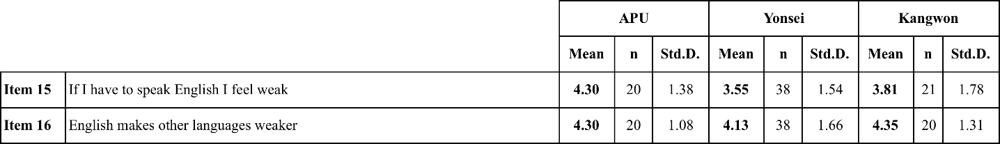 APU Yonsei Kangwon
Mean n Std.D. Mean n Std.D. Mean n Std.D.
Item 15 If I have to speak English I feel weak 4.30 20 1.38 3.55 38 1.54 3.81 21 1.78
Item 16 English makes other languages weaker 4.30 20 1.08 4.13 38 1.66 4.35 20 1.31